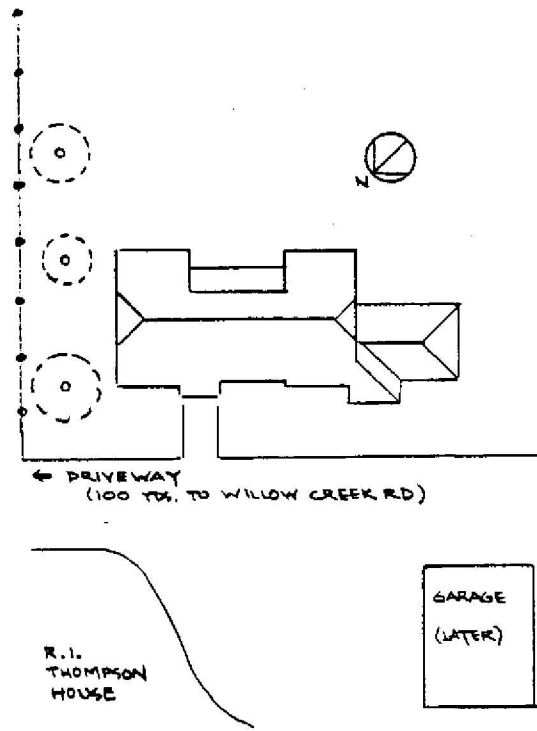 N
← DRIVEWAY
(100 YDS. TO WILLOW CREEK RD)
GARAGE
(LATER)
R.I.
THOMPSON
HOUSE